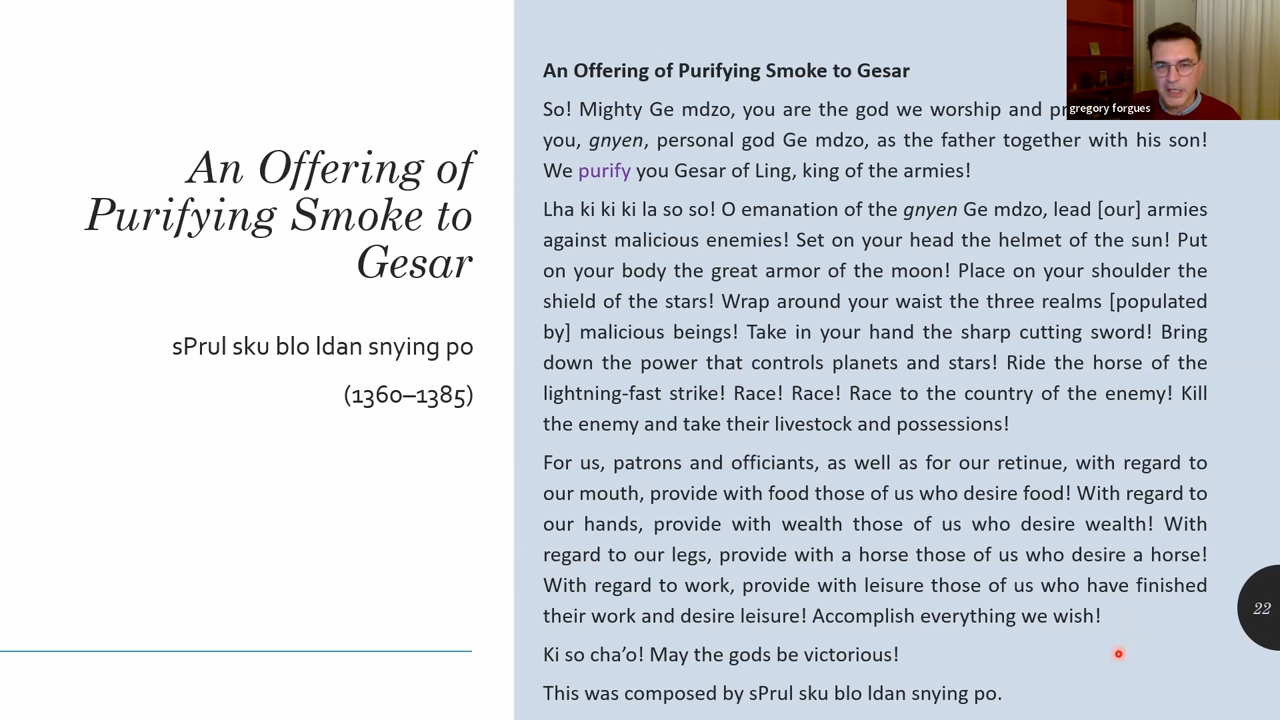 An Offering of
Purifying Smoke to
Gesar
sPrul sku blo ldan snying po
(1360–1385)
An Offering of Purifying Smoke to Gesar
So! Mighty Ge mdzo, you are the god we worship and
you, gnyen, personal god Ge mdzo, as the father together with his son!
We purify you Gesar of Ling, king of the armies!
Lha ki ki ki la so so! O emanation of the gnyen Ge mdzo, lead [our] armies
against malicious enemies! Set on your head the helmet of the sun! Put
on your body the great armor of the moon! Place on your shoulder the
shield of the stars! Wrap around your waist the three realms [populated
by] malicious beings! Take in your hand the sharp cutting sword! Bring
down the power that controls planets and stars! Ride the horse of the
lightning-fast strike! Race! Race! Race to the country of the enemy! Kill
the enemy and take their livestock and possessions!
For us, patrons and officiants, as well as for our retinue, with regard to
our mouth, provide with food those of us who desire food! With regard to
our hands, provide with wealth those of us who desire wealth! With
regard to our legs, provide with a horse those of us who desire a horse!
With regard to work, provide with leisure those of us who have finished
their work and desire leisure! Accomplish everything we wish!
Ki so cha’o! May the gods be victorious!
This was composed by sPrul sku blo ldan snying po.
gregory forgues
22